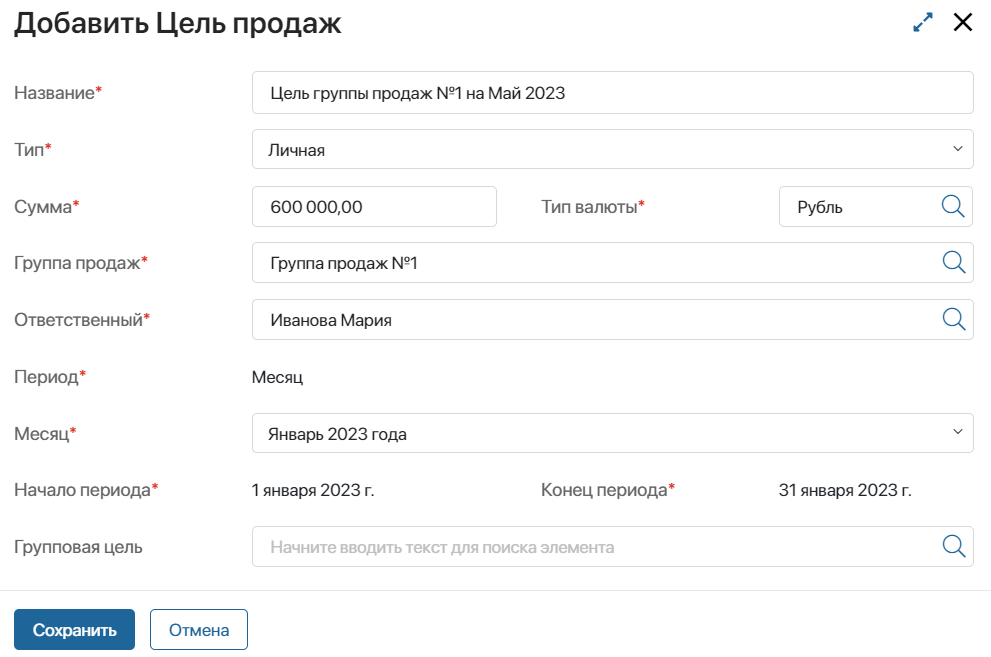 Добавить Цель продаж
Название* Цель группы продаж №1 на Май 2023
Тип* Личная
Сумма* 600 000,00 Тип валюты* Рубль
Группа продаж* Группа продаж №1
Ответственный* Иванова Мария
Период* Месяц
Месяц* Январь 2023 года
Начало периода* 1 января 2023 г. Конец периода* 31 января 2023 г.
Групповая цель Начните вводить текст для поиска элемента
Сохранить Отмена